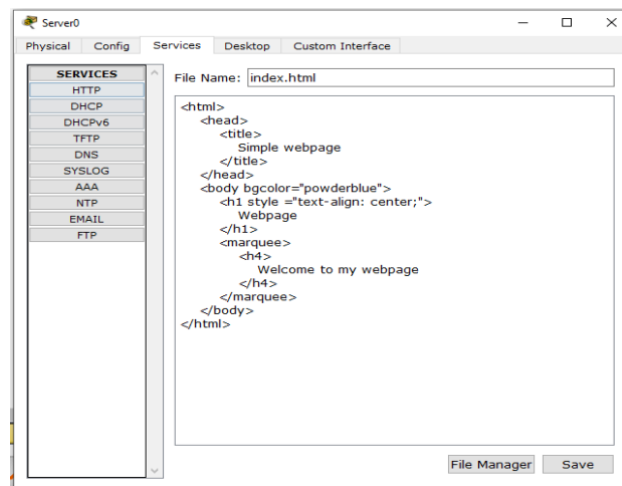 Server0
Physical Config Services Desktop Custom Interface
SERVICES
HTTP
DHCP
DHCPv6
TFTP
DNS
SYSLOG
AAA
NTP
EMAIL
FTP
File Name: index.html
<html>
<head>
<title>
Simple webpage
</title>
</head>
<body bgcolor="powderblue">
<h1 style ="text-align: center;">
Webpage
</h1>
<marquee>
<h4>
Welcome to my webpage
</h4>
</marquee>
</body>
</html>
File Manager Save